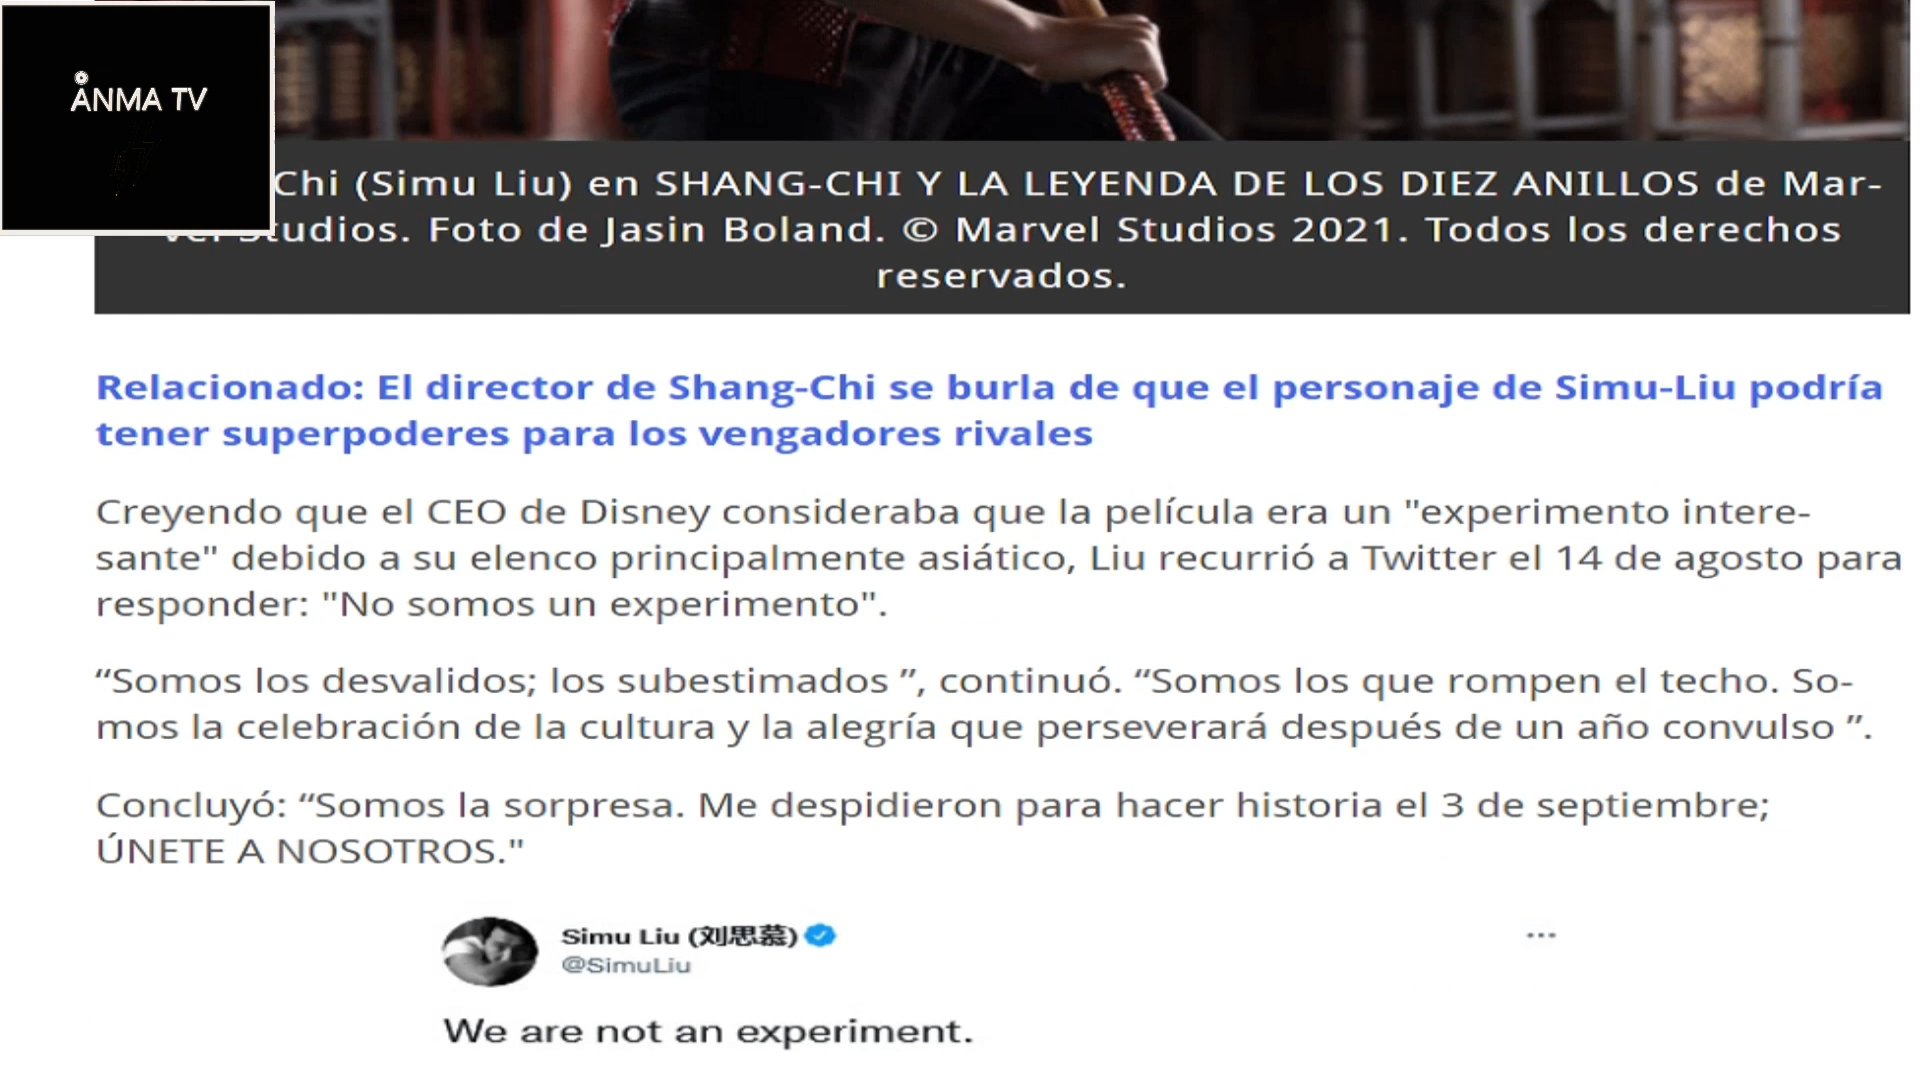 ANMA TV
Chi (Simu Liu) en SHANG-CHI Y LA LEYENDA DE LOS DIEZ ANILLOS de Mar-
vel Studios. Foto de Jasin Boland. © Marvel Studios 2021. Todos los derechos
reservados.
Relacionado: El director de Shang-Chi se burla de que el personaje de Simu-Liu podría
tener superpoderes para los vengadores rivales
Creyendo que el CEO de Disney consideraba que la película era un "experimento intere-
sante" debido a su elenco principalmente asiático, Liu recurrió a Twitter el 14 de agosto para
responder: "No somos un experimento".
“Somos los desvalidos; los subestimados ”, continuó. “Somos los que rompen el techo. So-
mos la celebración de la cultura y la alegría que perseverará después de un año convulso ”.
Concluyó: “Somos la sorpresa. Me despidieron para hacer historia el 3 de septiembre;
ÚNETE A NOSOTROS."
Simu Liu (刘思慕)
@SimuLiu
We are not an experiment.